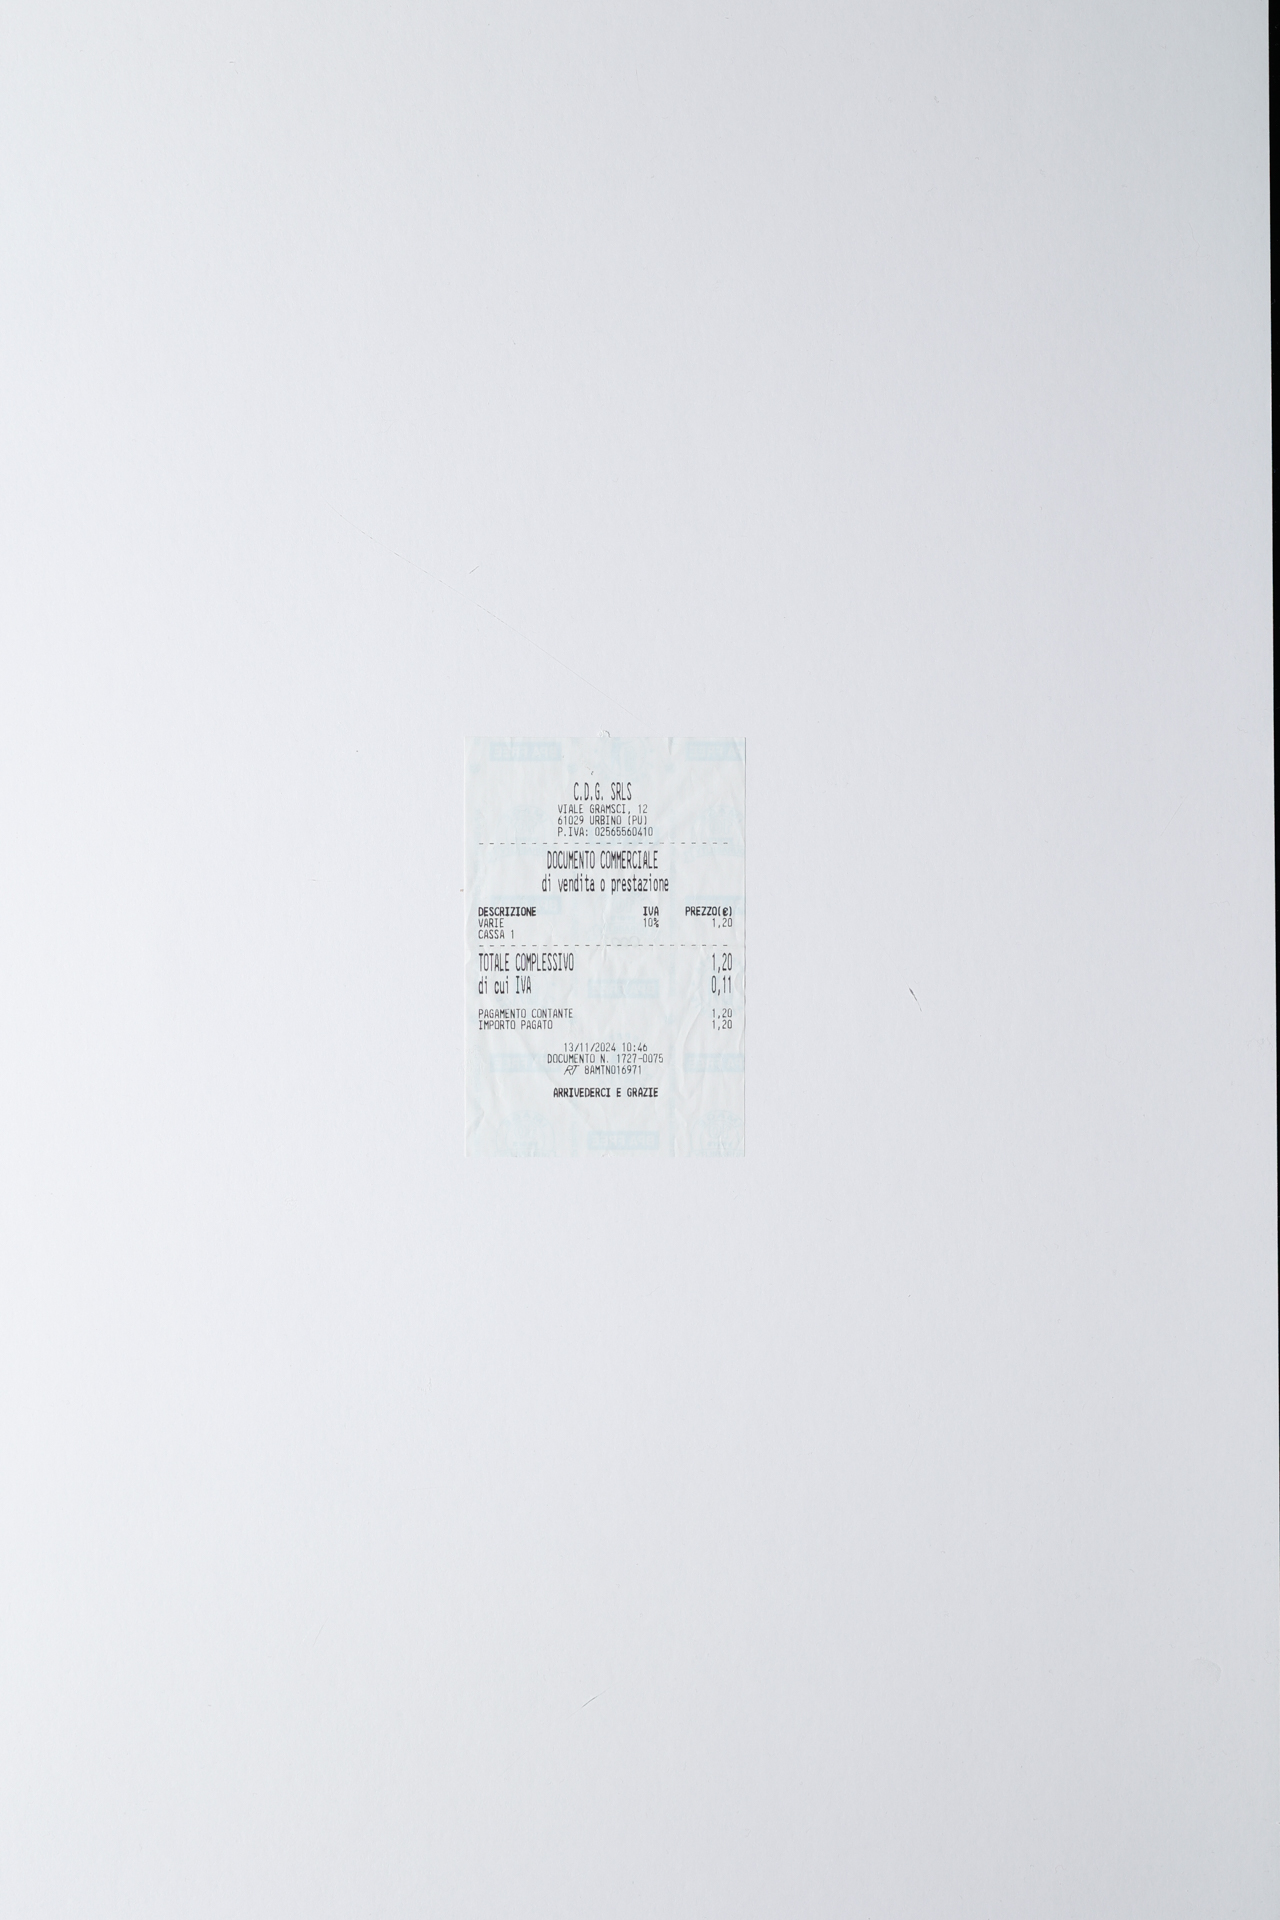 C.D.G. SRLS
VIALE GRAMSCI, 12
61029 URBINO (PU)
P.IVA: 02565560410
DOCUMENTO COMMERCIALE
di vendita o prestazione
DESCRIZIONE IVA PREZZO(€)
VARIE 10% 1,20
CASSA 1
TOTALE COMPLESSIVO 1,20
di cui IVA 0,11
PAGAMENTO CONTANTE 1,20
IMPORTO PAGATO 1,20
13/11/2024 10:46
DOCUMENTO N. 1727-0075
RT 8AMTN016971
ARRIVEDERCI E GRAZIE